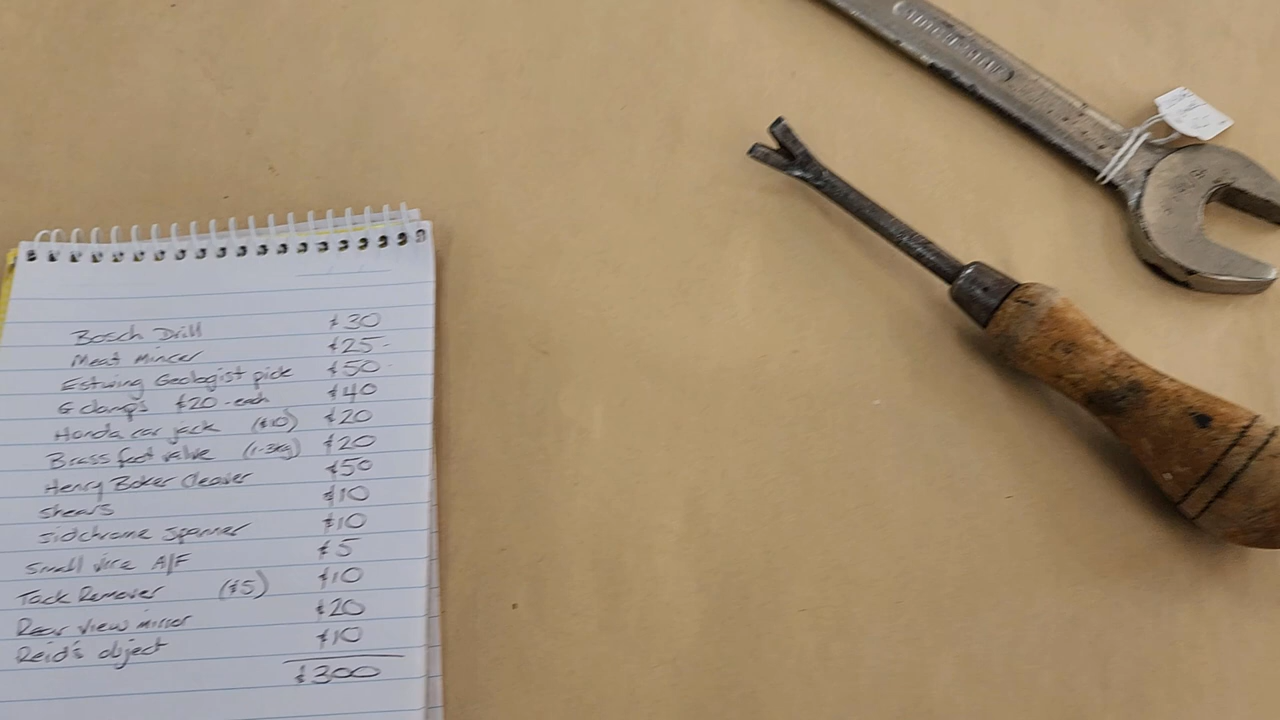 Bosch Drill $30
Meat Mincer $25-
Estwing Geologist pick $50
G clamps $20-each $40
Honda car jack ($10) $20
Brass foot valve (1-3kg) $20
Henry Boker Cleaver $50
Shears $10
sidchrome spanner $10
Small vice A/F $5
Tack Remover ($5) $10
Rear view mirror $20
Reid's object $10
$300